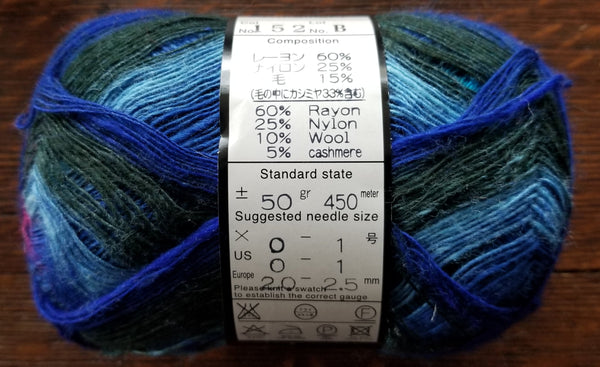 Col Lot
No. 152 No. B
Composition
レーヨン 60%
ナイロン 25%
毛 15%
(毛の中にカシミヤ33%含む)
60% Rayon
25% Nylon
10% Wool
5% cashmere
Standard state
± 50 gr 450 meter
Suggested needle size
0 - 1 号
US 0 - 1
Europe 2.0 - 2.5 mm
Please knit a swatch
to establish the correct gauge
F